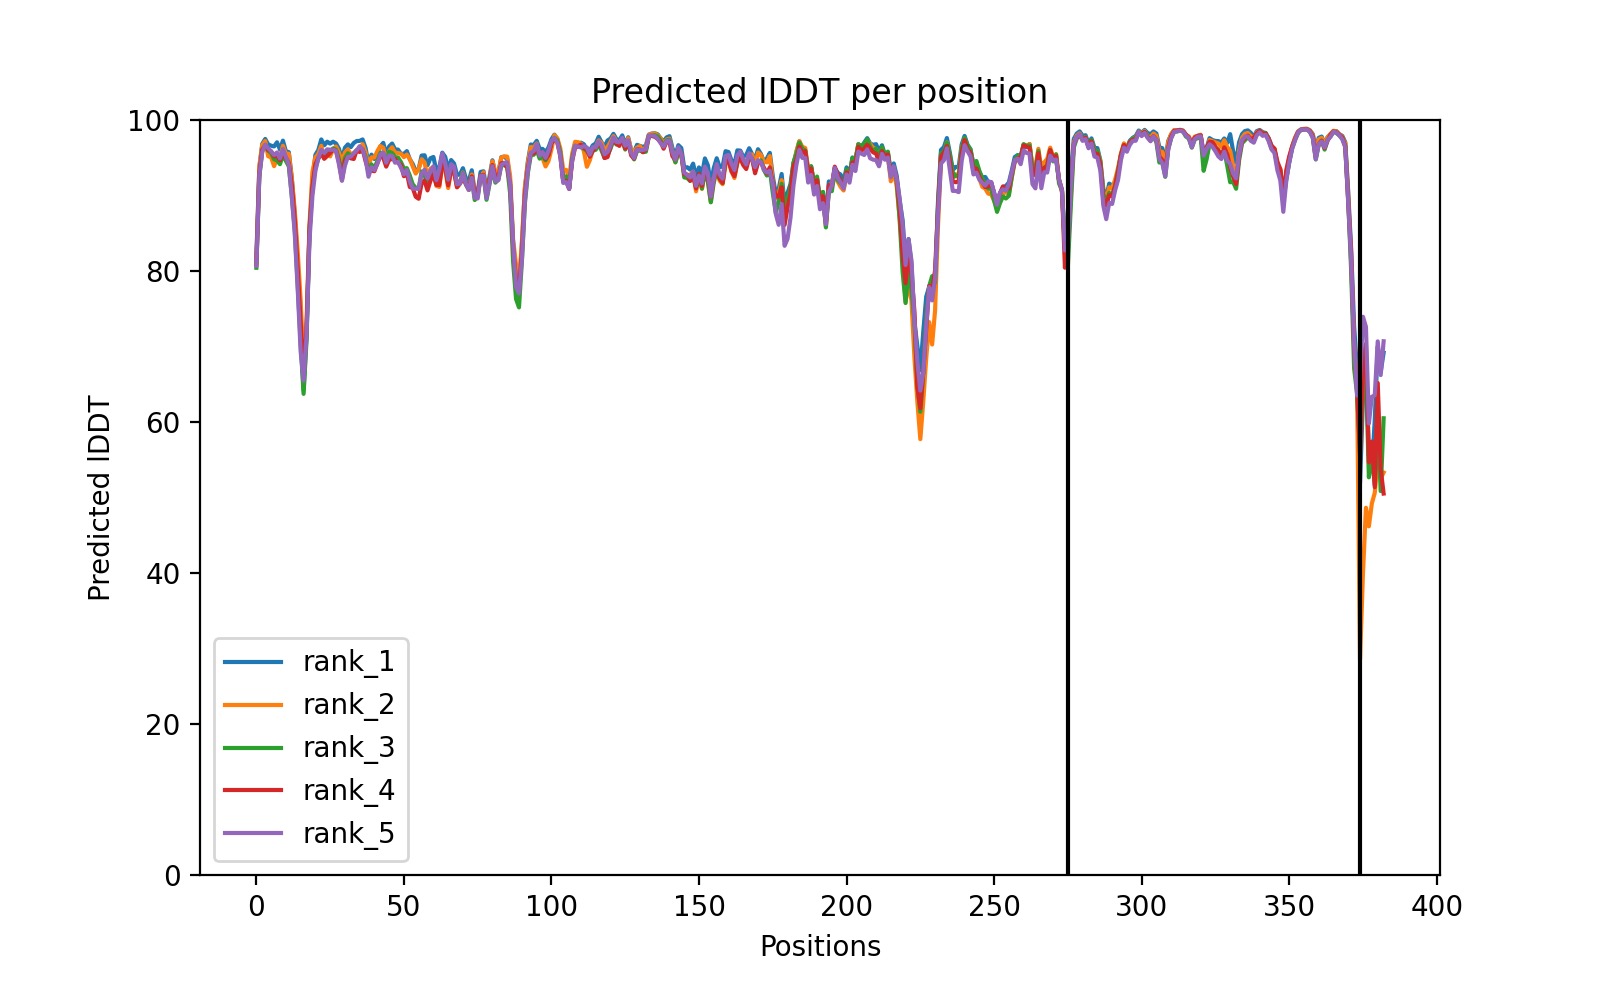 Predicted lDDT per position
100
80
60
40
20
0
Predicted lDDT
rank_1
rank_2
rank_3
rank_4
rank_5
0 50 100 150 200 250 300 350 400
Positions